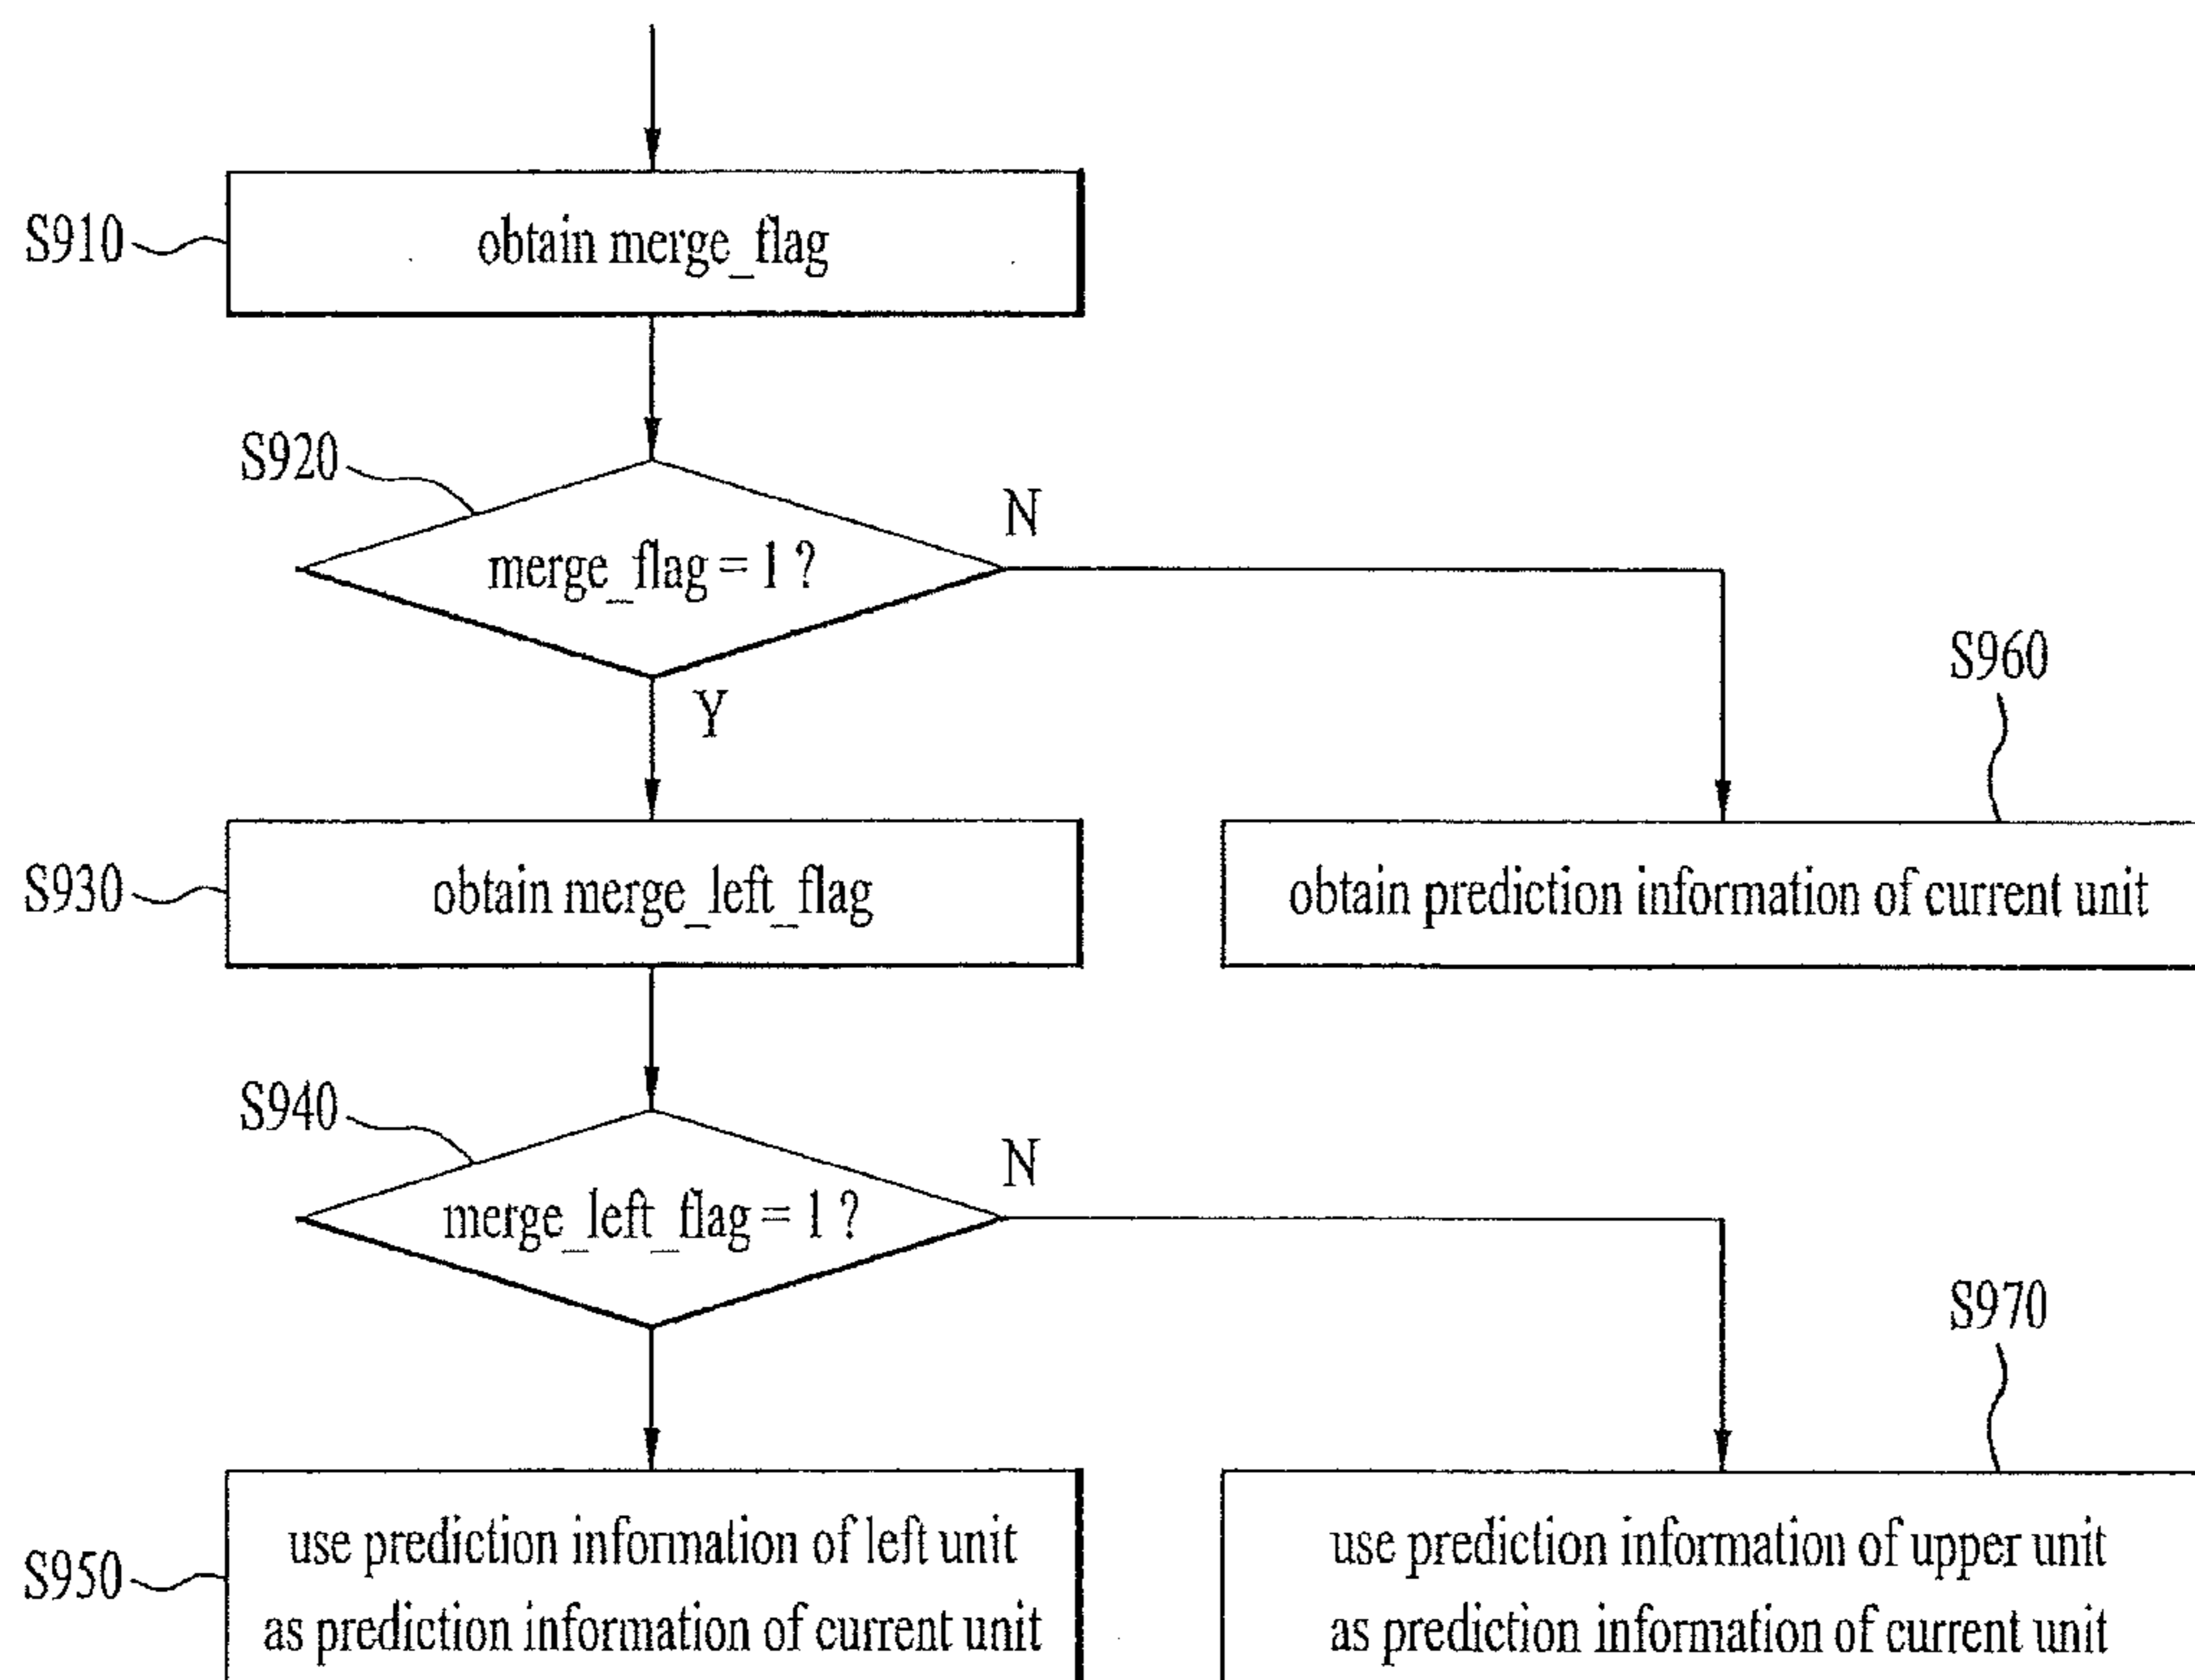 S910
obtain merge_flag
S920
merge_flag = 1 ?
N
Y
S960
S930
obtain merge_left_flag
obtain prediction information of current unit
S940
merge_left_flag = 1 ?
N
S970
S950
use prediction information of left unit
as prediction information of current unit
use prediction information of upper unit
as prediction information of current unit